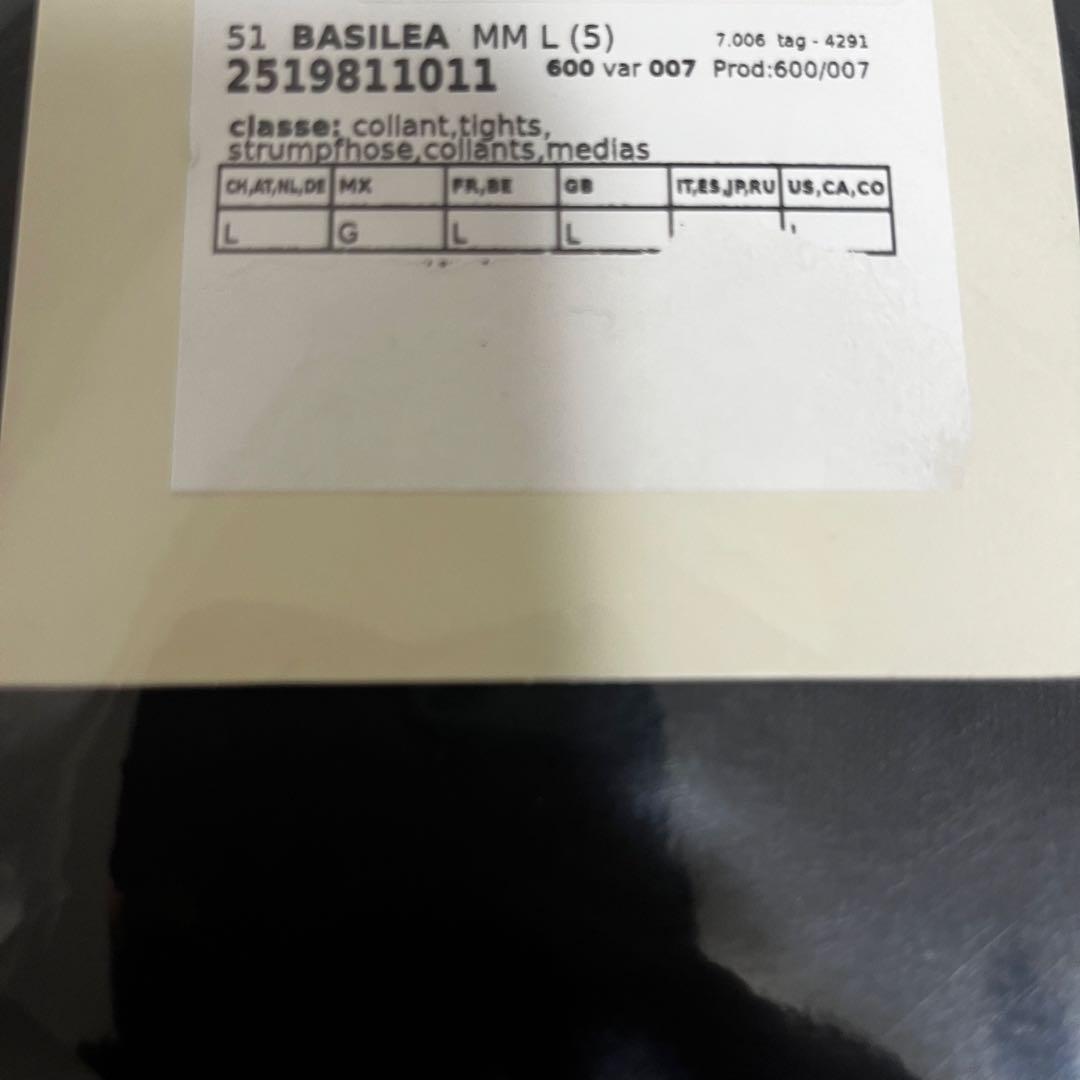 51 BASILEA MM L (5) 7.006 tag - 4291
2519811011 600 var 007 Prod:600/007
classe: collant,tights,
strumpfhose,collants,medias
CH,AT,NL,DE MX FR,BE GB IT,ES,JP,RU US,CA,CO
L G L L